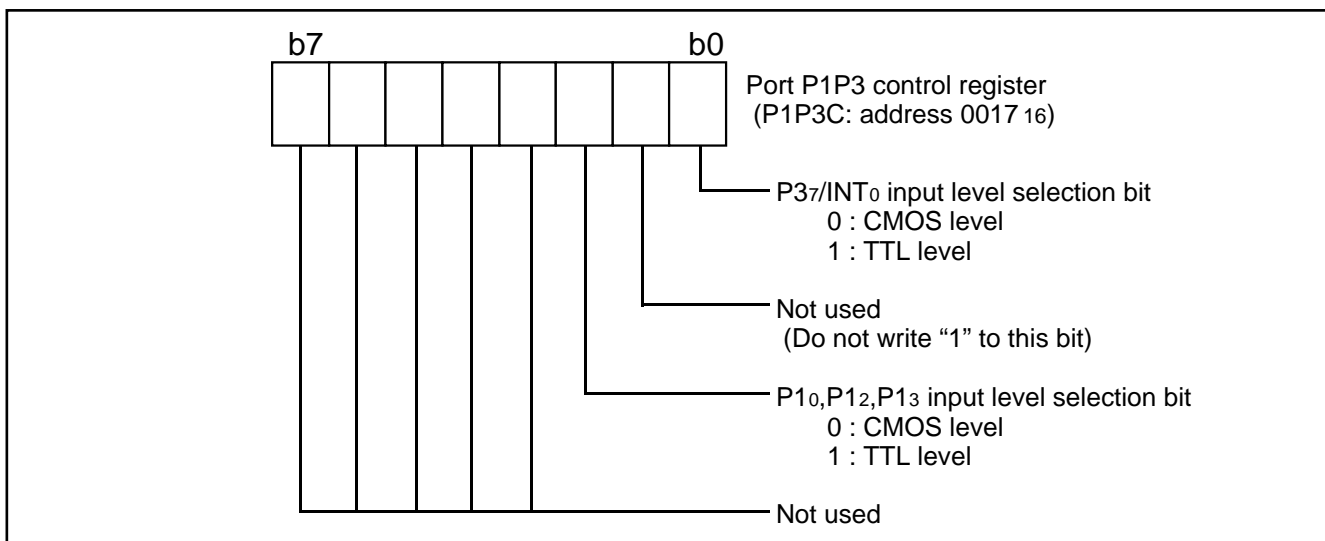 b7 b0
Port P1P3 control register
(P1P3C: address 0017 16)
P37/INT0 input level selection bit
0 : CMOS level
1 : TTL level
Not used
(Do not write “1” to this bit)
P10,P12,P13 input level selection bit
0 : CMOS level
1 : TTL level
Not used